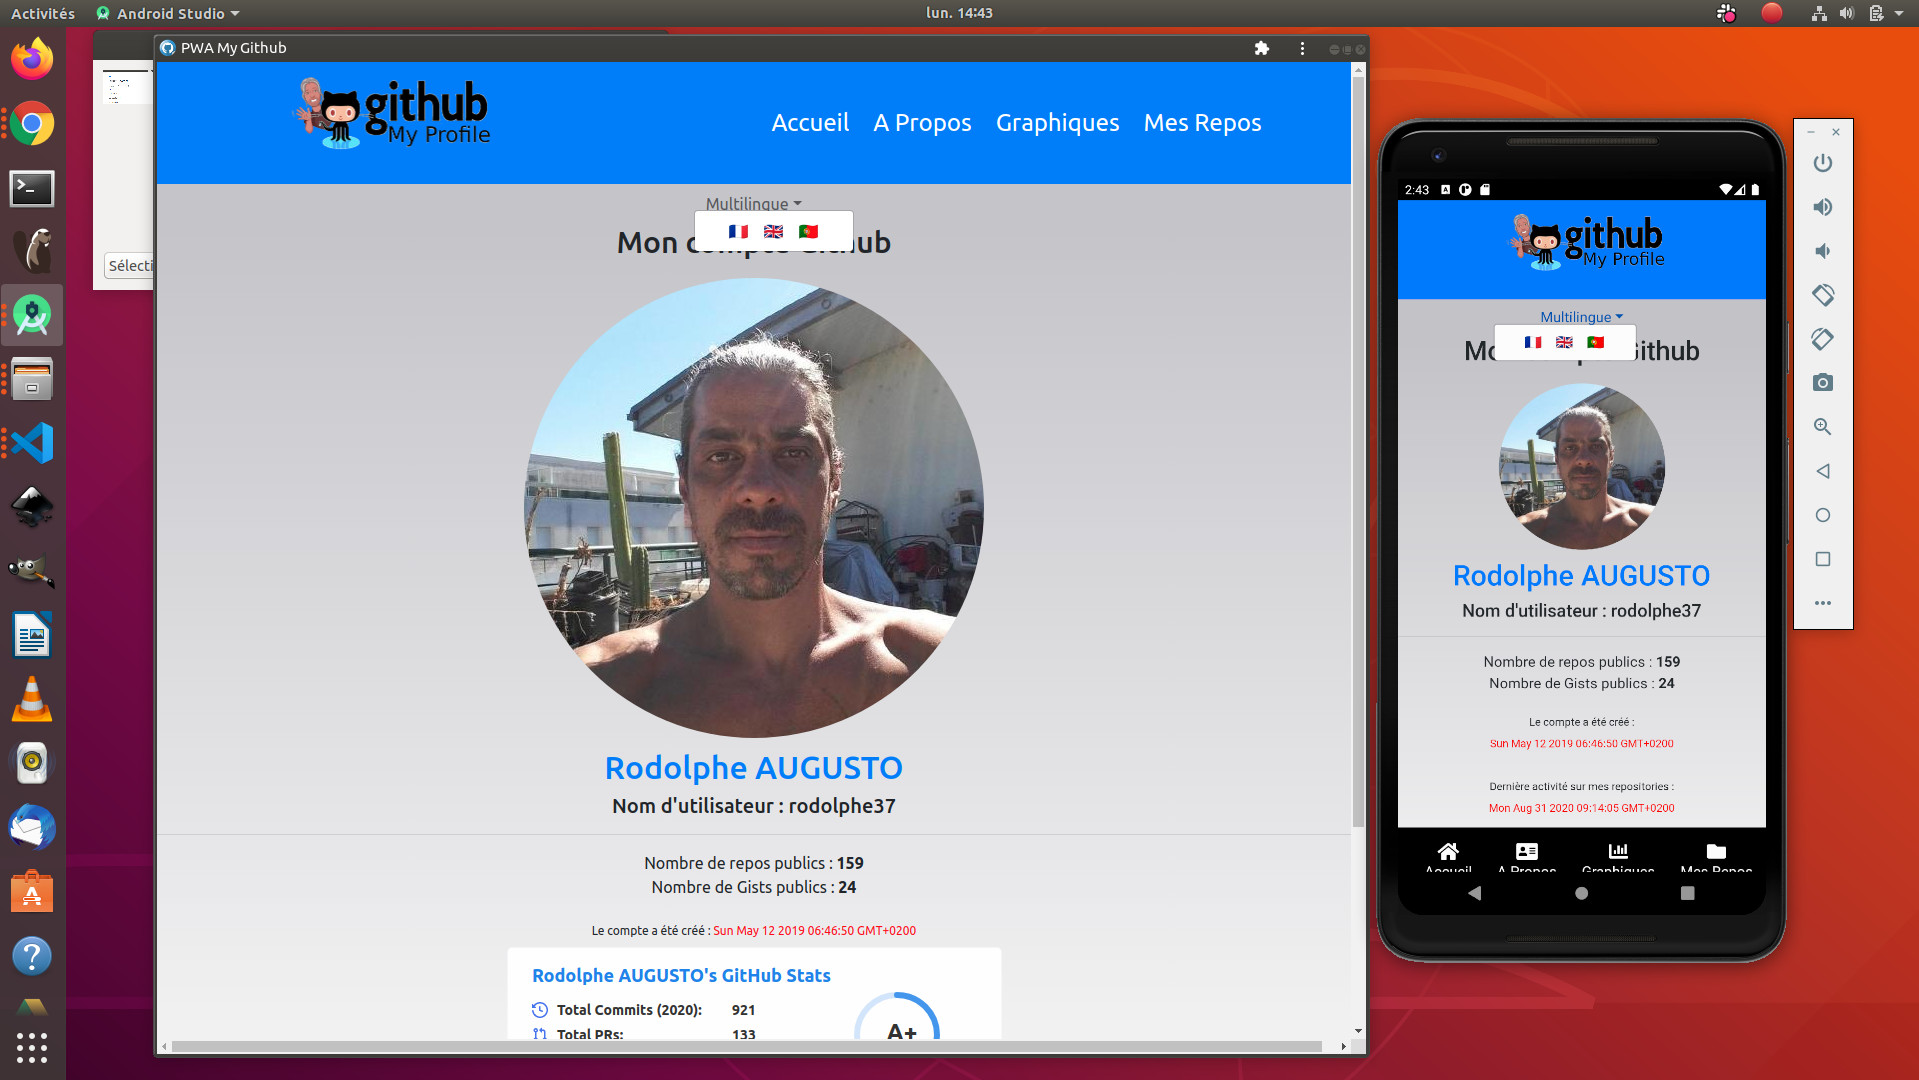 Activités
Android Studio
lun. 14:43
PWA My Github
github
My Profile
Accueil
A Propos
Graphiques
Mes Repos
Multilingue
Mon compte Github
Rodolphe AUGUSTO
Nom d'utilisateur : rodolphe37
Nombre de repos publics : 159
Nombre de Gists publics : 24
Le compte a été créé : Sun May 12 2019 06:46:50 GMT+0200
Rodolphe AUGUSTO's GitHub Stats
Total Commits (2020): 921
Total PRs: 133
A+
Sélecti
2:43
github
My Profile
Multilingue
Mo
Github
Rodolphe AUGUSTO
Nom d'utilisateur : rodolphe37
Nombre de repos publics : 159
Nombre de Gists publics : 24
Le compte a été créé :
Sun May 12 2019 06:46:50 GMT+0200
Dernière activité sur mes repositories :
Mon Aug 31 2020 09:14:05 GMT+0200
Accueil
A Propos
Graphiques
Mes Repos